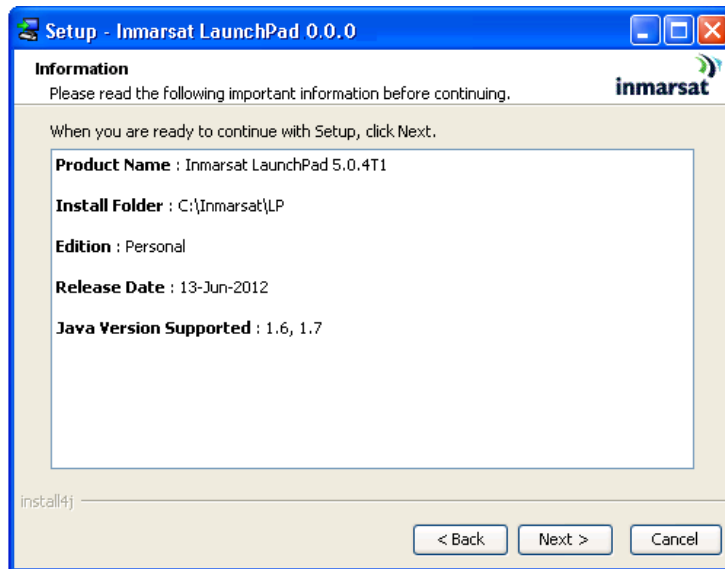 Setup - Inmarsat LaunchPad 0.0.0
Information
Please read the following important information before continuing.
inmarsat
When you are ready to continue with Setup, click Next.
Product Name : Inmarsat LaunchPad 5.0.4T1
Install Folder : C:\Inmarsat\LP
Edition : Personal
Release Date : 13-Jun-2012
Java Version Supported : 1.6, 1.7
install4j
< Back Next > Cancel